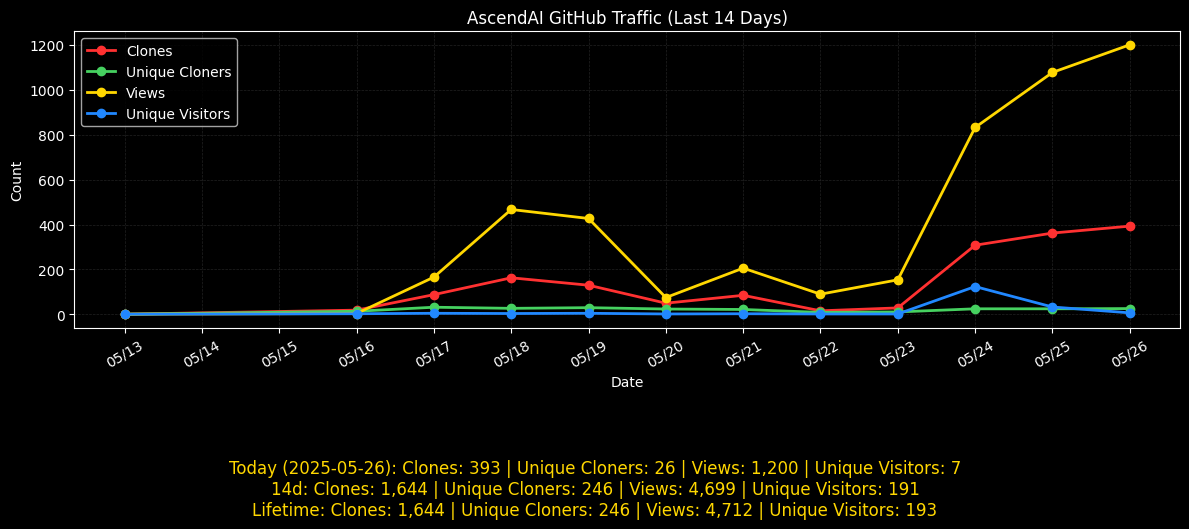 AscendAI GitHub Traffic (Last 14 Days)
Clones
Unique Cloners
Views
Unique Visitors
Count
1200
1000
800
600
400
200
0
05/13 05/14 05/15 05/16 05/17 05/18 05/19 05/20 05/21 05/22 05/23 05/24 05/25 05/26
Date
Today (2025-05-26): Clones: 393 | Unique Cloners: 26 | Views: 1,200 | Unique Visitors: 7
14d: Clones: 1,644 | Unique Cloners: 246 | Views: 4,699 | Unique Visitors: 191
Lifetime: Clones: 1,644 | Unique Cloners: 246 | Views: 4,712 | Unique Visitors: 193